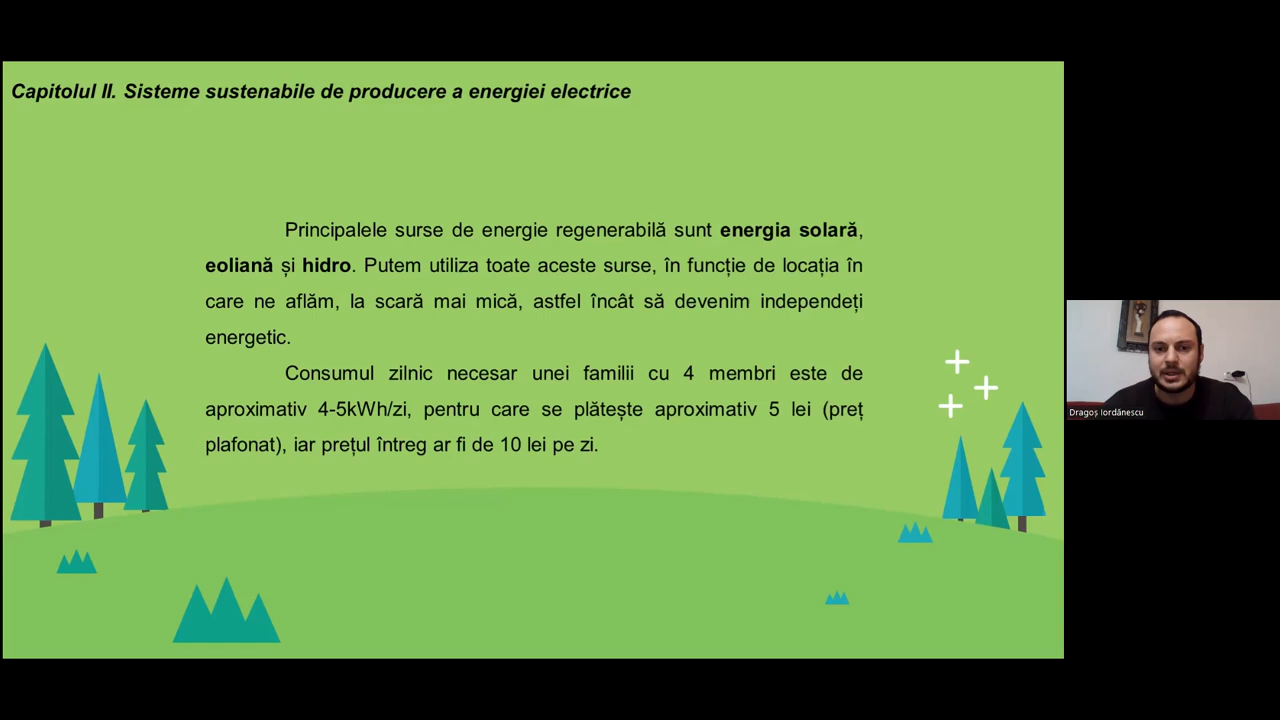 Capitolul II. Sisteme sustenabile de producere a energiei electrice
Principalele surse de energie regenerabilă sunt energia solară,
eoliană și hidro. Putem utiliza toate aceste surse, în funcție de locația în
care ne aflăm, la scară mai mică, astfel încât să devenim independeți
energetic.
Consumul zilnic necesar unei familii cu 4 membri este de
aproximativ 4-5kWh/zi, pentru care se plătește aproximativ 5 lei (preț
plafonat), iar prețul întreg ar fi de 10 lei pe zi.
Dragoș Iordănescu